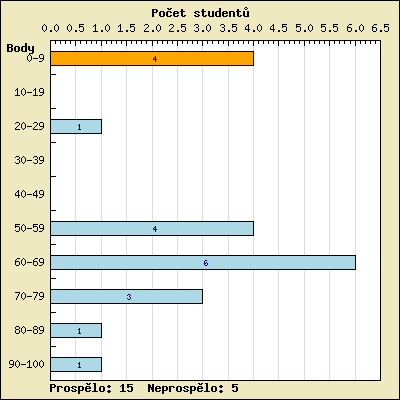 Počet studentů
0.0 0.5 1.0 1.5 2.0 2.5 3.0 3.5 4.0 4.5 5.0 5.5 6.0 6.5
Body
0-9 4
10-19
20-29 1
30-39
40-49
50-59 4
60-69 6
70-79 3
80-89 1
90-100 1
Prospělo: 15 Neprospělo: 5